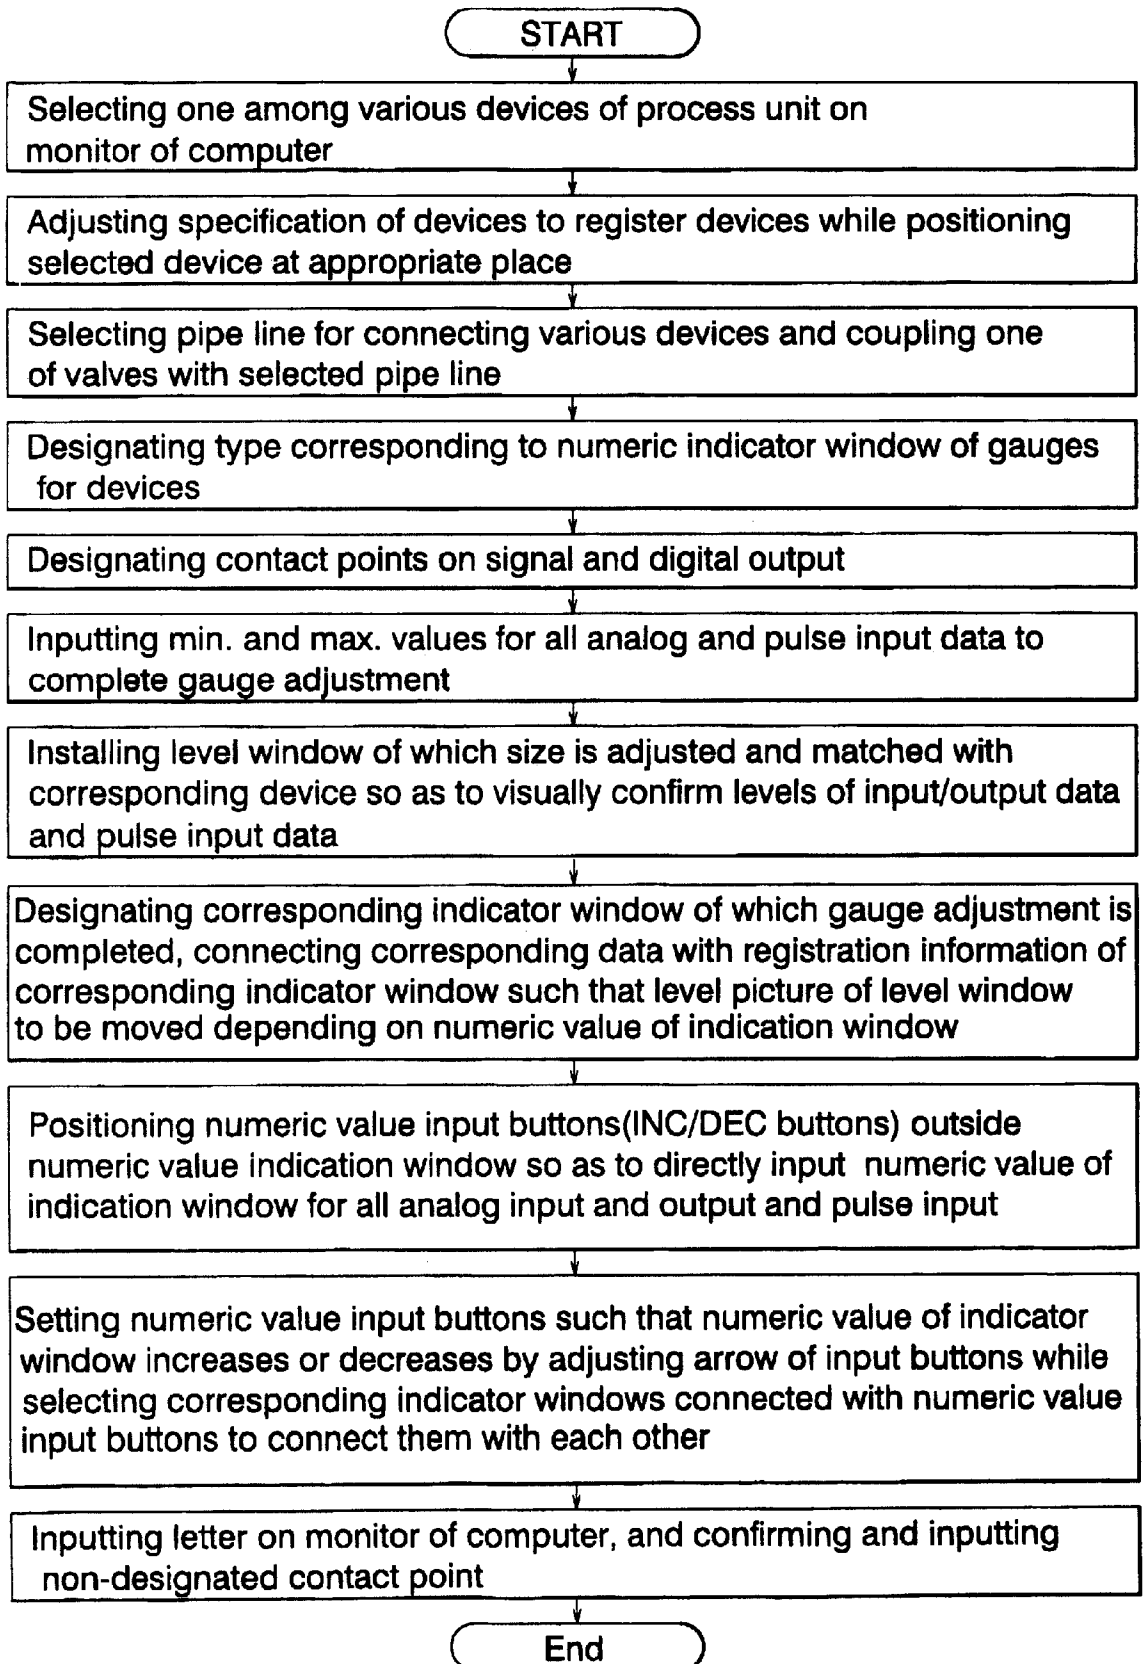 START
Selecting one among various devices of process unit on
monitor of computer
Adjusting specification of devices to register devices while positioning
selected device at appropriate place
Selecting pipe line for connecting various devices and coupling one
of valves with selected pipe line
Designating type corresponding to numeric indicator window of gauges
for devices
Designating contact points on signal and digital output
Inputting min. and max. values for all analog and pulse input data to
complete gauge adjustment
Installing level window of which size is adjusted and matched with
corresponding device so as to visually confirm levels of input/output data
and pulse input data
Designating corresponding indicator window of which gauge adjustment is
completed, connecting corresponding data with registration information of
corresponding indicator window such that level picture of level window
to be moved depending on numeric value of indication window
Positioning numeric value input buttons(INC/DEC buttons) outside
numeric value indication window so as to directly input numeric value of
indication window for all analog input and output and pulse input
Setting numeric value input buttons such that numeric value of indicator
window increases or decreases by adjusting arrow of input buttons while
selecting corresponding indicator windows connected with numeric value
input buttons to connect them with each other
Inputting letter on monitor of computer, and confirming and inputting
non-designated contact point
End